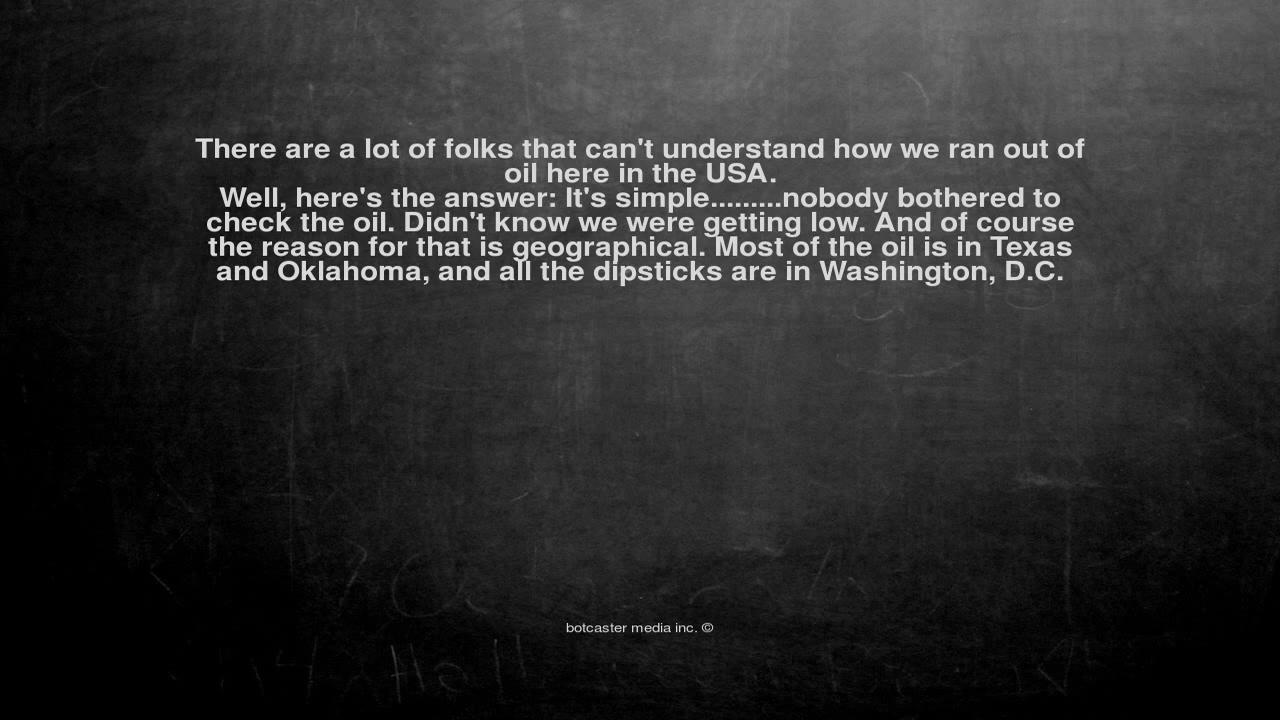 There are a lot of folks that can't understand how we ran out of
oil here in the USA.
Well, here's the answer: It's simple.........nobody bothered to
check the oil. Didn't know we were getting low. And of course
the reason for that is geographical. Most of the oil is in Texas
and Oklahoma, and all the dipsticks are in Washington, D.C.
botcaster media inc. ©